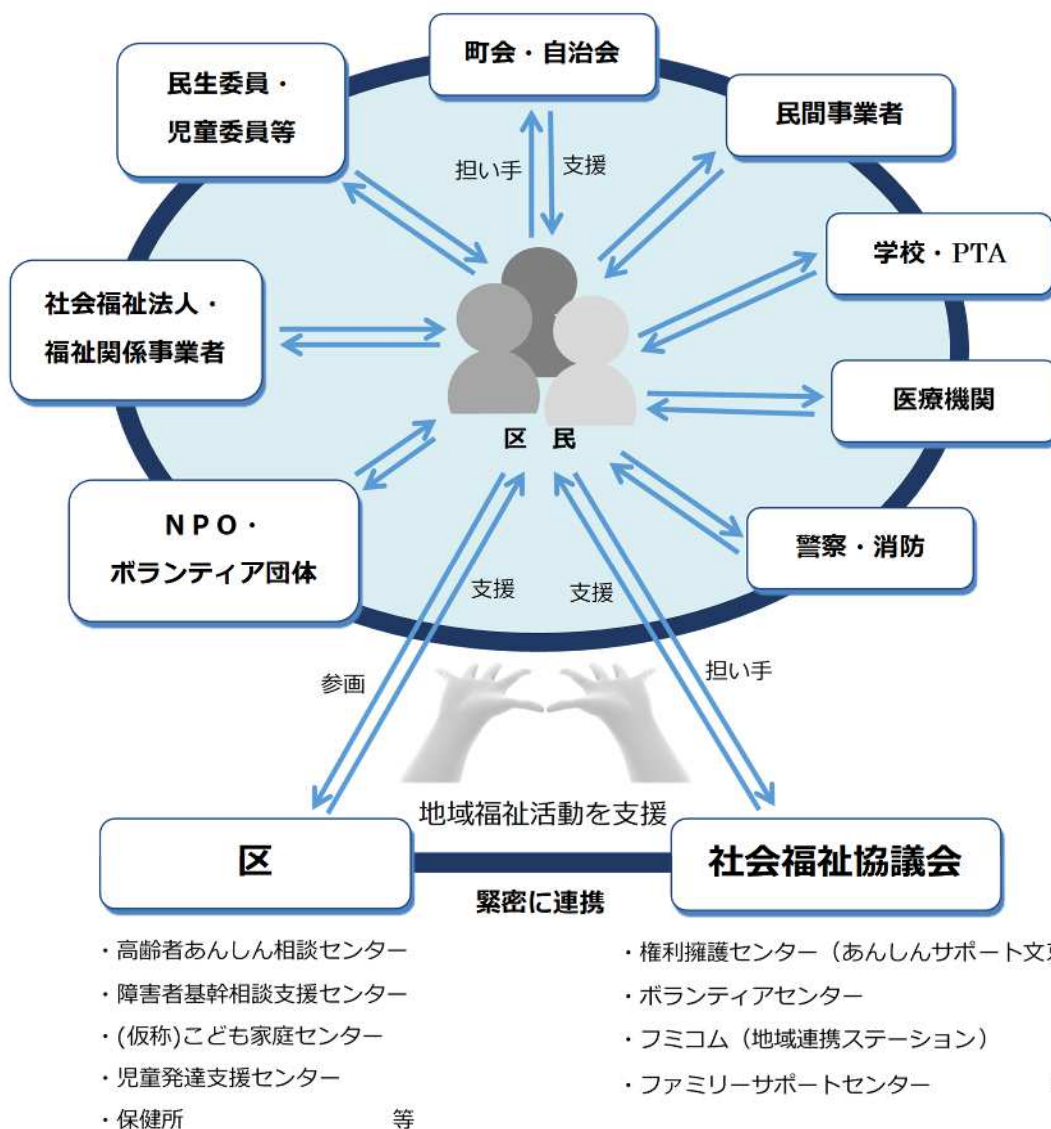 町会・自治会
民生委員・
児童委員等
民間事業者
担い手
支援
学校・PTA
社会福祉法人・
福祉関係事業者
医療機関
区 民
NPO・
ボランティア団体
警察・消防
支援
支援
参画
担い手
地域福祉活動を支援
区
社会福祉協議会
緊密に連携
・高齢者あんしん相談センター
・障害者基幹相談支援センター
・(仮称)こども家庭センター
・児童発達支援センター
・保健所 等
・権利擁護センター（あんしんサポート文京
・ボランティアセンター
・フミコム（地域連携ステーション）
・ファミリーサポートセンター